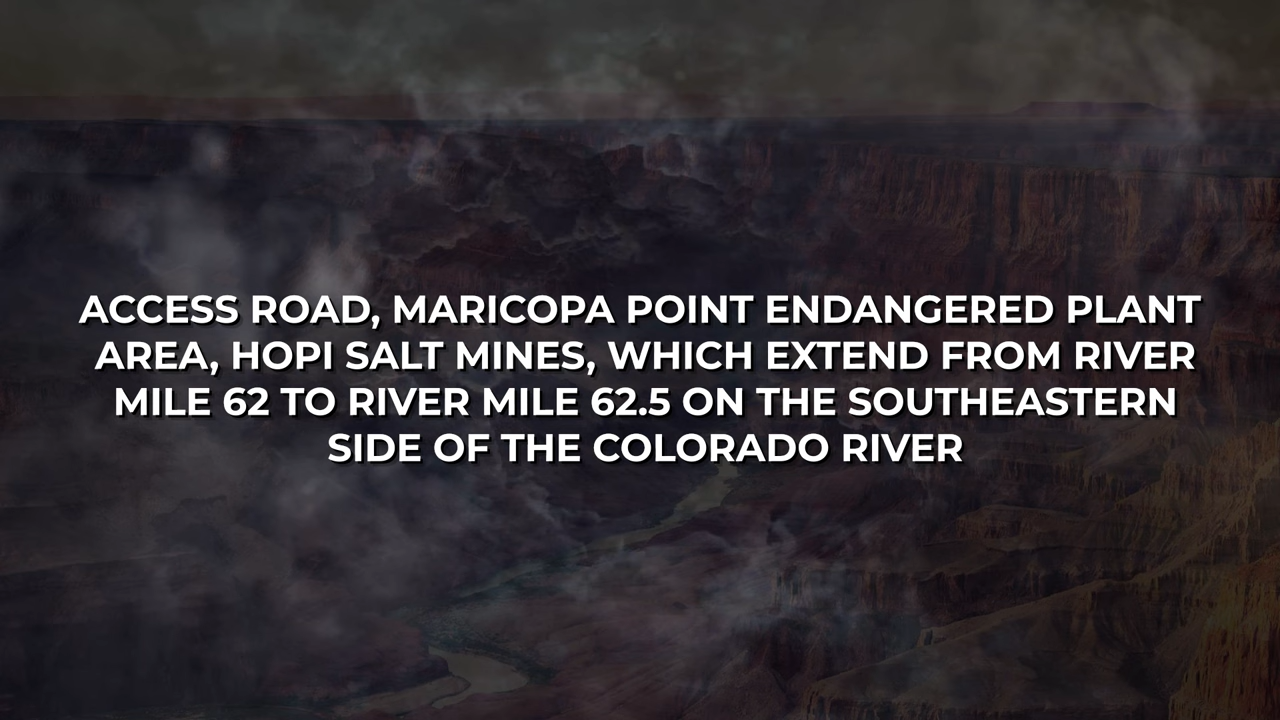 ACCESS ROAD, MARICOPA POINT ENDANGERED PLANT
AREA, HOPI SALT MINES, WHICH EXTEND FROM RIVER
MILE 62 TO RIVER MILE 62.5 ON THE SOUTHEASTERN
SIDE OF THE COLORADO RIVER